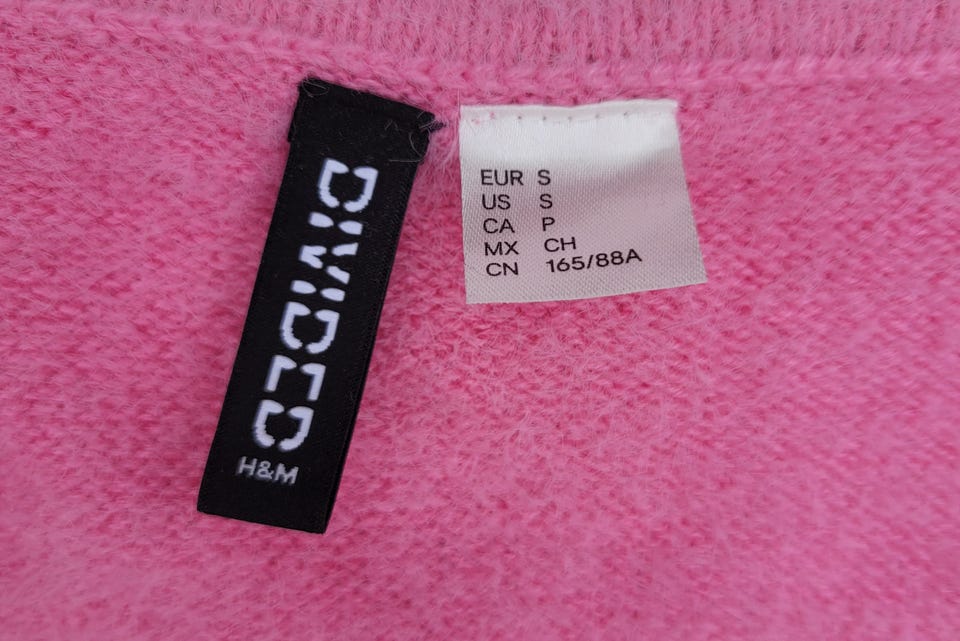 DIVIDED
H&M
EUR S
US S
CA P
MX CH
CN 165/88A